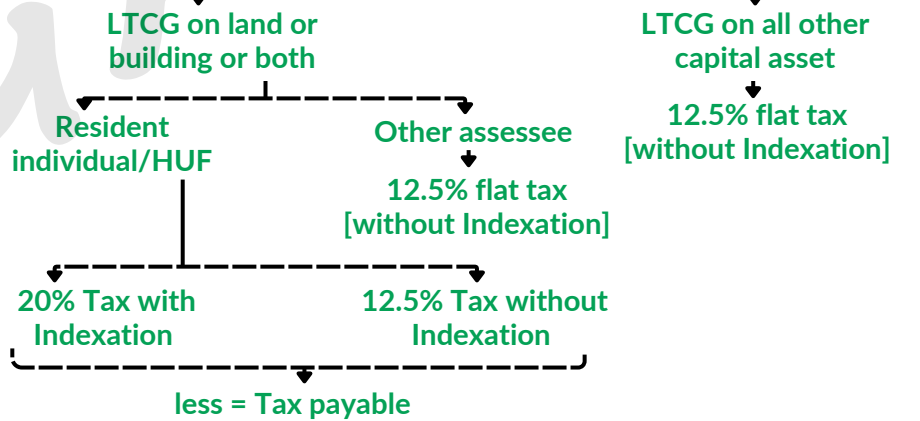 LTCG on land or
building or both
LTCG on all other
capital asset
12.5% flat tax
[without Indexation]
Resident
individual/HUF
Other assessee
12.5% flat tax
[without Indexation]
20% Tax with
Indexation
12.5% Tax without
Indexation
less = Tax payable